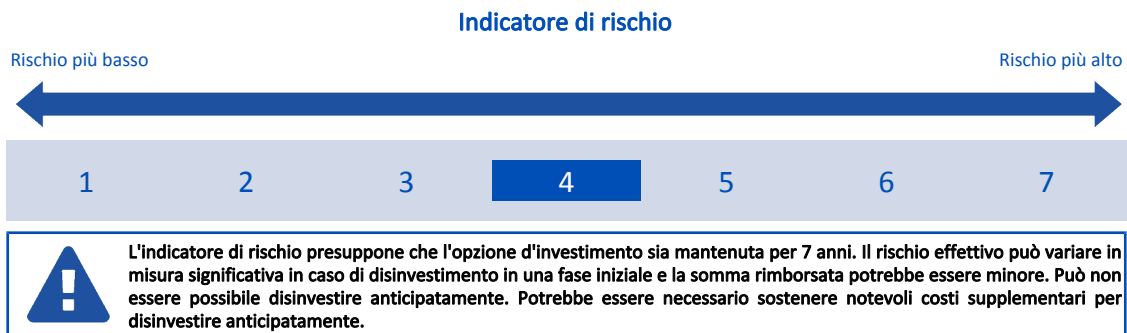 Indicatore di rischio
Rischio più basso Rischio più alto
1 2 3 4 5 6 7
L'indicatore di rischio presuppone che l'opzione d'investimento sia mantenuta per 7 anni. Il rischio effettivo può variare in
misura significativa in caso di disinvestimento in una fase iniziale e la somma rimborsata potrebbe essere minore. Può non
essere possibile disinvestire anticipatamente. Potrebbe essere necessario sostenere notevoli costi supplementari per
disinvestire anticipatamente.